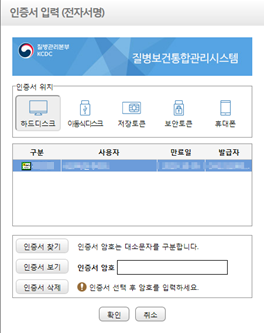 인증서 입력 (전자서명)
질병관리본부
KCDC
질병보건통합관리시스템
인증서 위치
하드디스크 이동식디스크 저장토큰 보안토큰 휴대폰
구분 사용자 만료일 발급자
인증서 찾기 인증서 암호는 대소문자를 구분합니다.
인증서 보기 인증서 암호
인증서 삭제 인증서 선택 후 암호를 입력하세요.
확인 취소